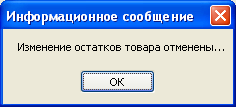 Информационное сообщение
Изменение остатков товара отменены...
OK